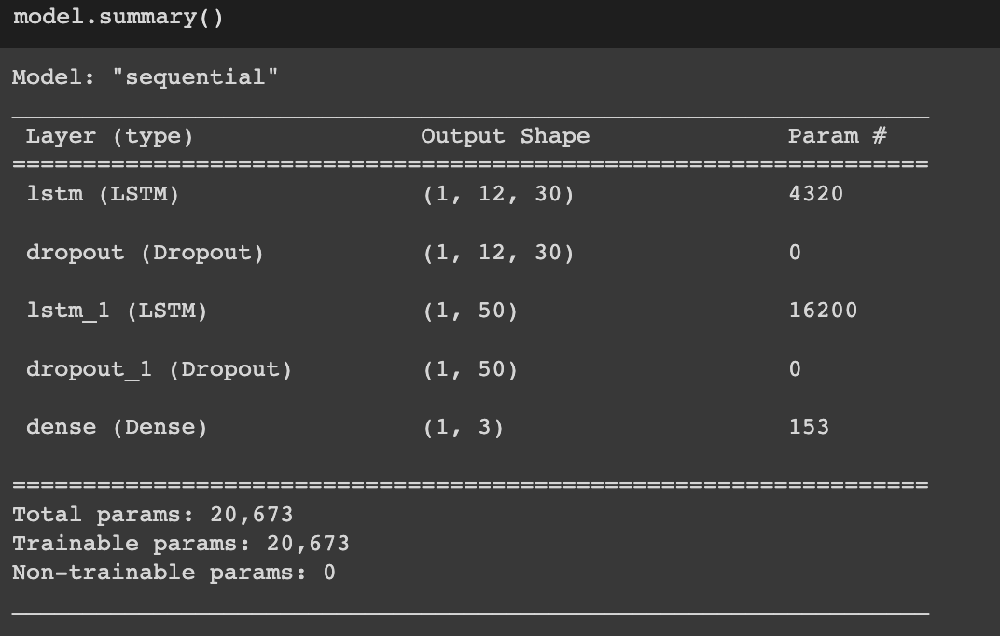 model.summary()
Model: "sequential"
Layer (type) Output Shape Param #
=================================================================
lstm (LSTM) (1, 12, 30) 4320
dropout (Dropout) (1, 12, 30) 0
lstm_1 (LSTM) (1, 50) 16200
dropout_1 (Dropout) (1, 50) 0
dense (Dense) (1, 3) 153
=================================================================
Total params: 20,673
Trainable params: 20,673
Non-trainable params: 0